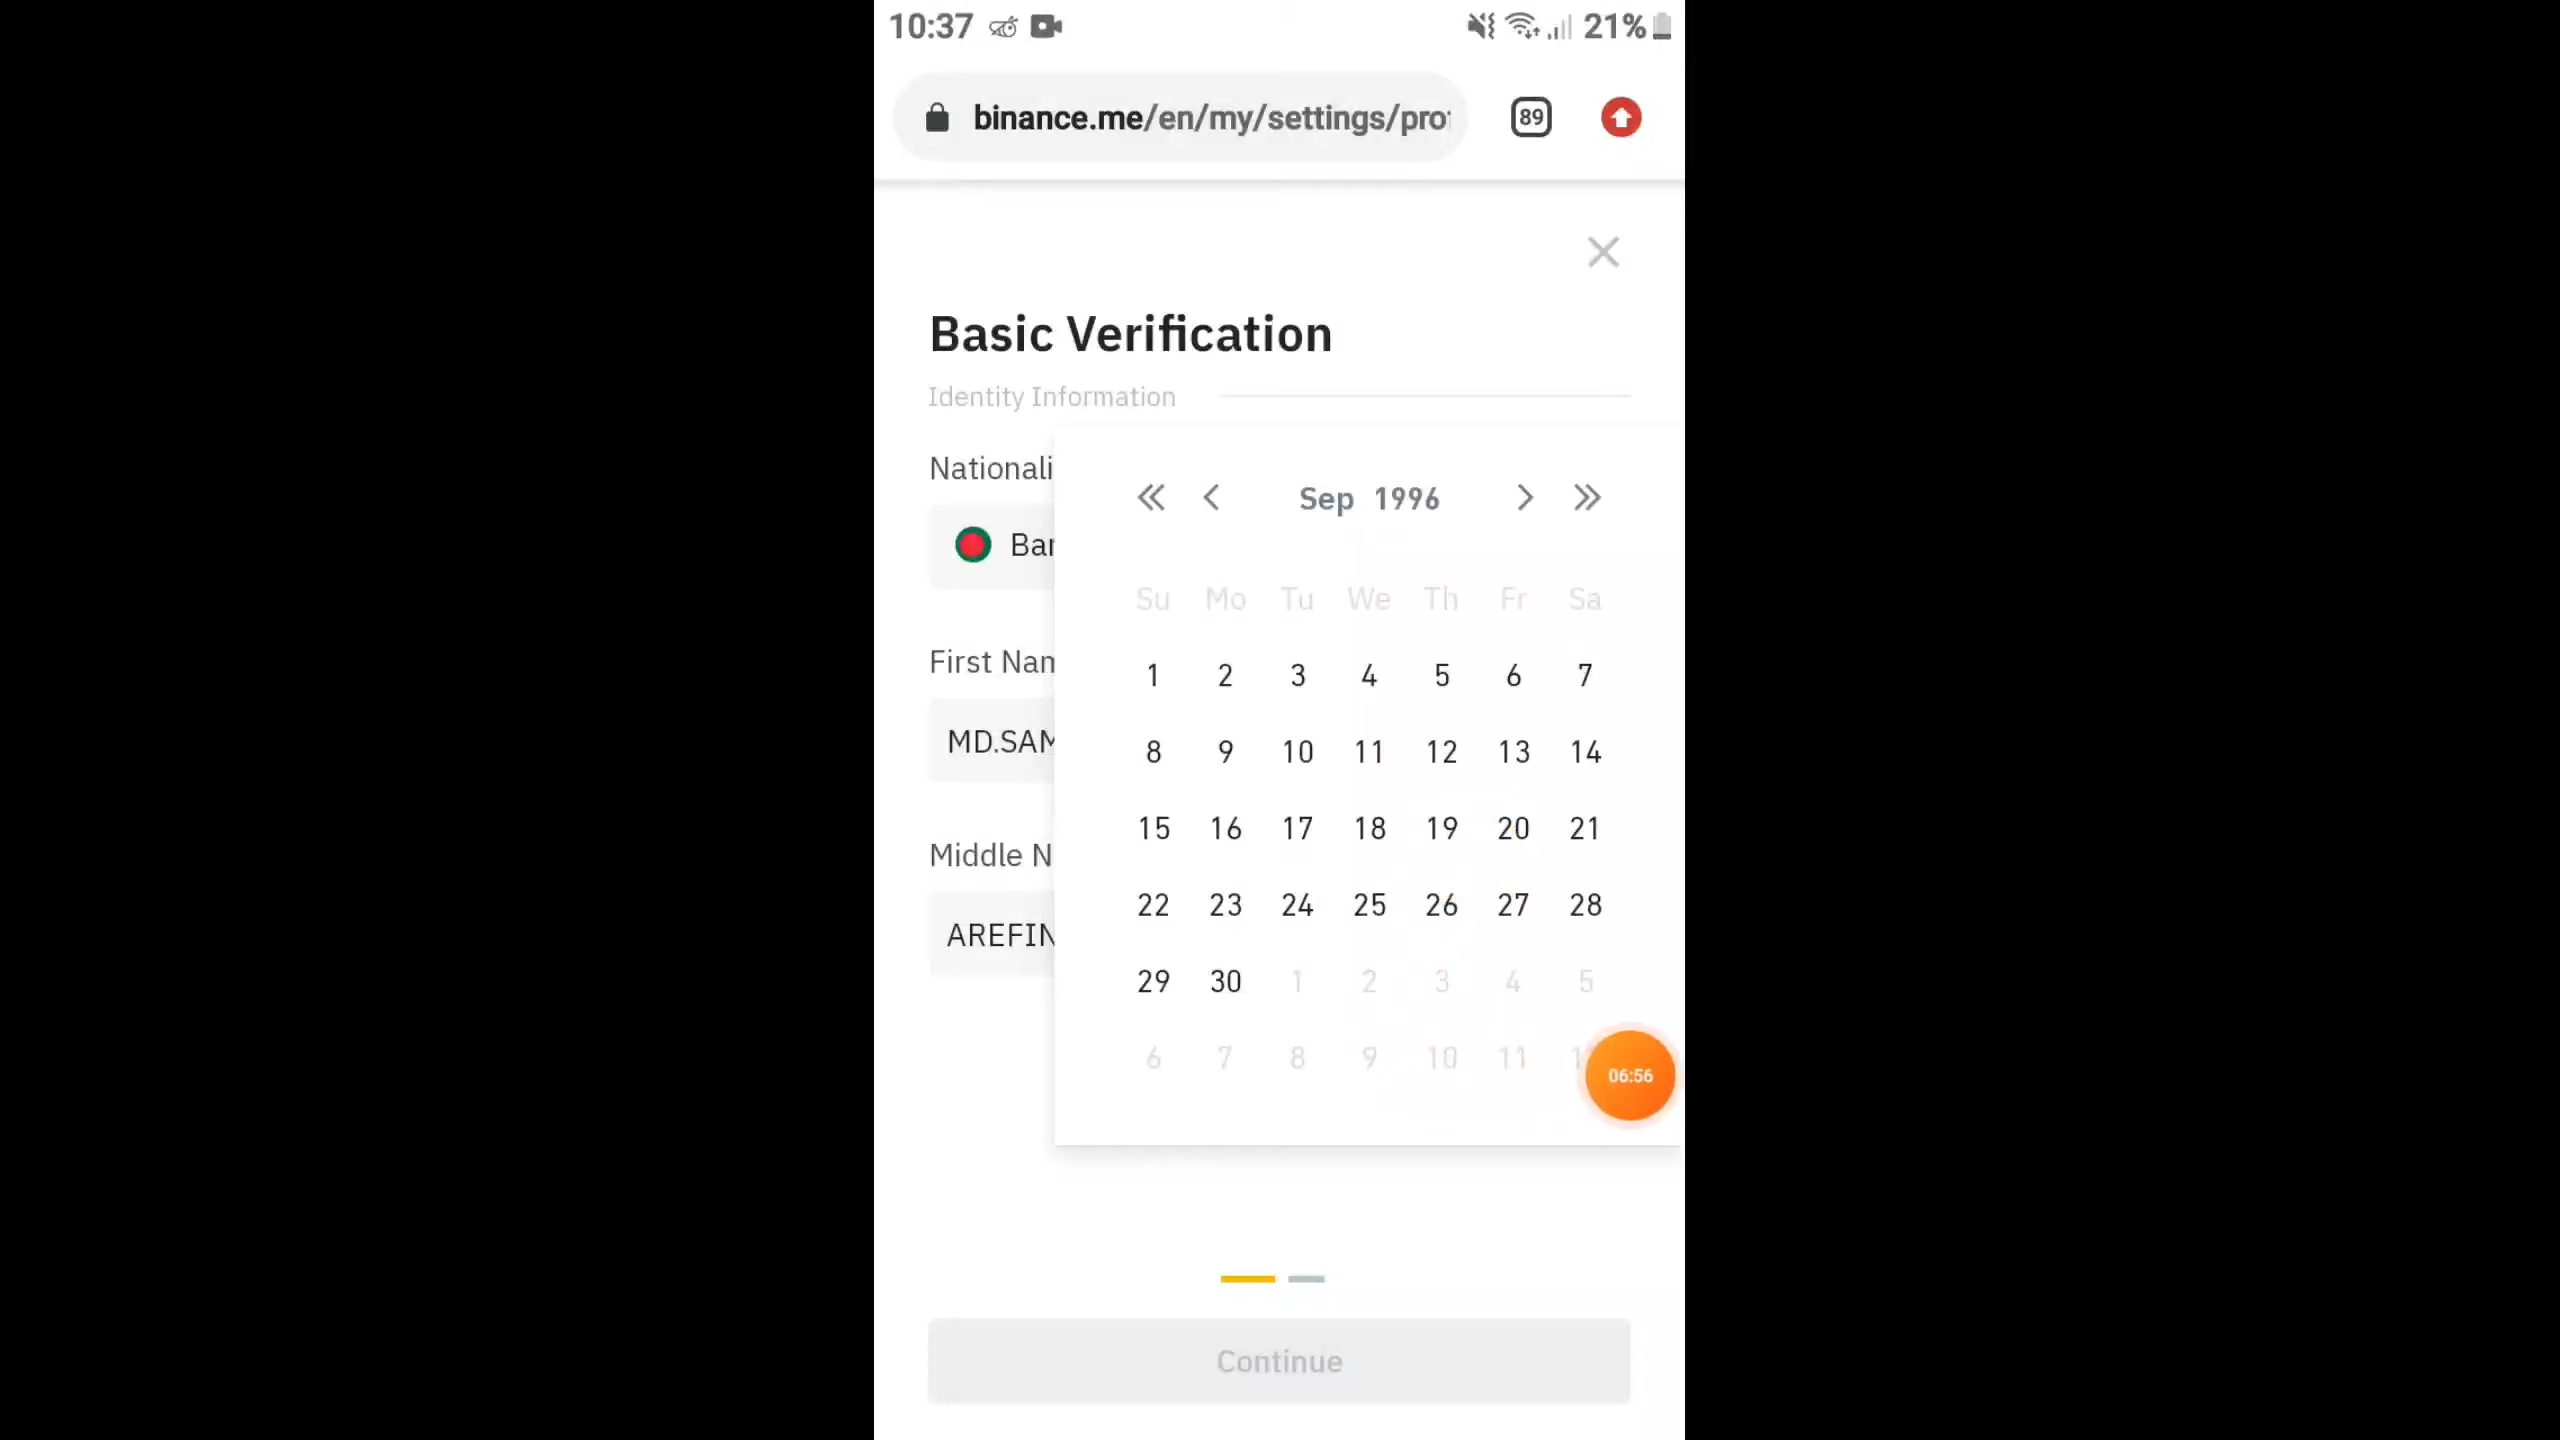 10:37
21%
binance.me/en/my/settings/pro
89
Basic Verification
Identity Information
Nationali
Ban
First Nam
MD.SAM
Middle N
AREFIN
Sep 1996
Su Mo Tu We Th Fr Sa
1 2 3 4 5 6 7
8 9 10 11 12 13 14
15 16 17 18 19 20 21
22 23 24 25 26 27 28
29 30 1 2 3 4 5
6 7 8 9 10 11 1
06:56
Continue